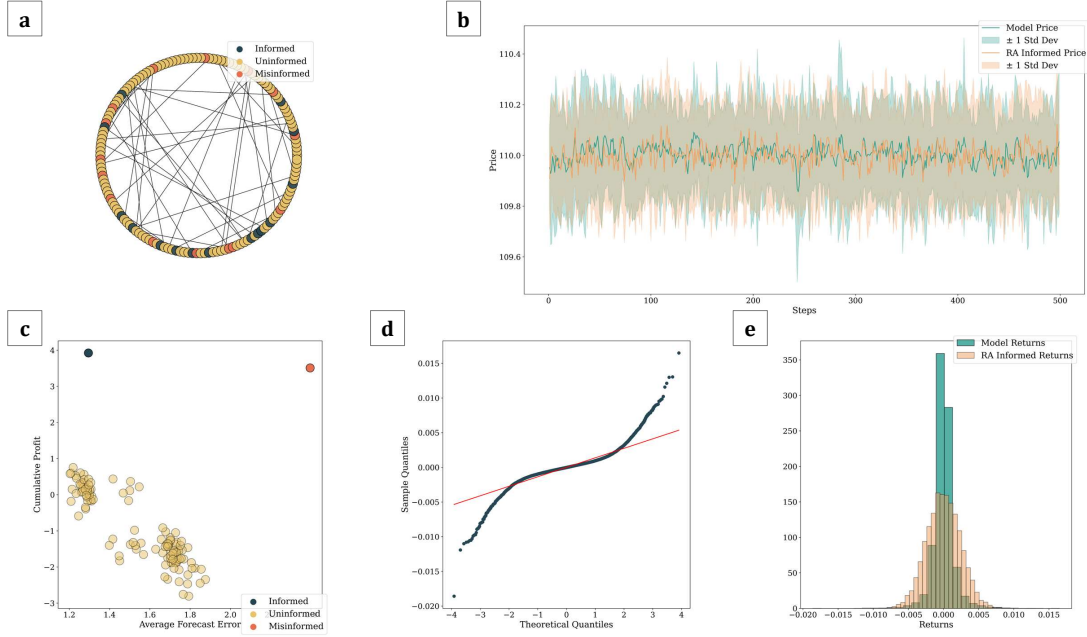 a
Informed
Uninformed
Misinformed
b
Model Price
± 1 Std Dev
RA Informed Price
± 1 Std Dev
110.4
110.2
110.0
109.8
109.6
Price
0
100
200
300
400
500
Steps
c
4
3
2
1
0
−1
−2
−3
Cumulative Profit
1.2
1.4
1.6
1.8
2.0
Average Forecast Error
Informed
Uninformed
Misinformed
d
0.015
0.010
0.005
0.000
−0.005
−0.010
−0.015
−0.020
Sample Quantiles
−4
−3
−2
−1
0
1
2
3
4
Theoretical Quantiles
e
Model Returns
RA Informed Returns
350
300
250
200
150
100
50
0
−0.020
−0.015
−0.010
−0.005
0.000
0.005
0.010
0.015
Returns